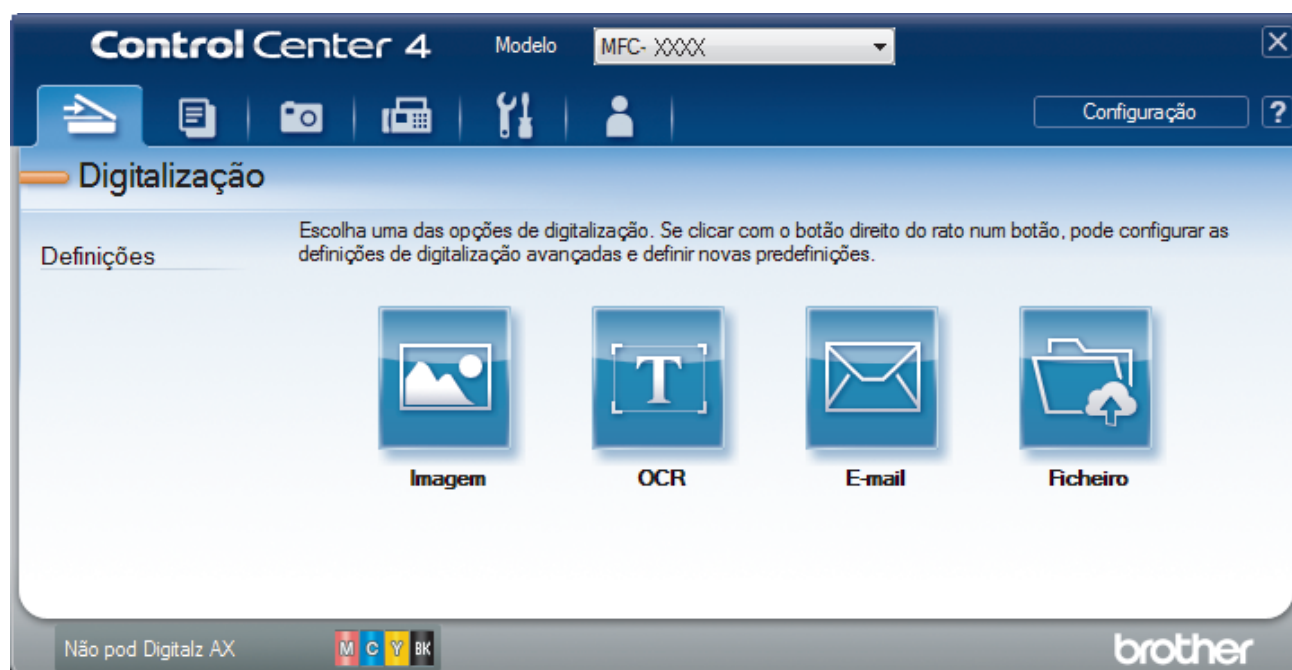 Control Center 4
Modelo
MFC- XXXX
Configuração
?
Digitalização
Definições
Escolha uma das opções de digitalização. Se clicar com o botão direito do rato num botão, pode configurar as
definições de digitalização avançadas e definir novas predefinições.
T
Imagem
OCR
E-mail
Ficheiro
Não pod Digitalz AX
M C Y BK
brother